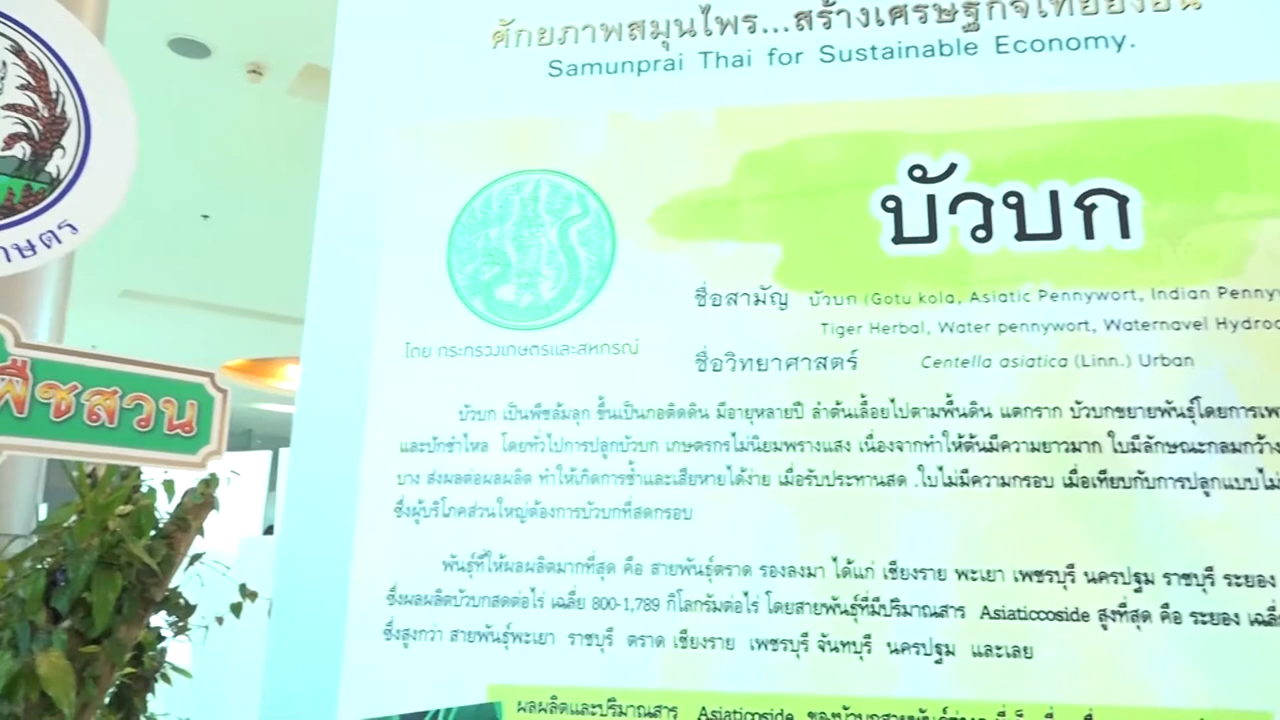 ศักยภาพสมุนไพร...สร้างเศรษฐกิจไทยยั่งยืน
Samunprai Thai for Sustainable Economy.
บัวบก
ชื่อสามัญ บัวบก (Gotu kola, Asiatic Pennywort, Indian
Tiger Herbal, Water pennywort, Waternavel
โดย กระทรวงเกษตรและสหกรณ์
ชื่อวิทยาศาสตร์ Centella asiatica (Linn.) Urban
พืชสวน
บัวบก เป็นพืชล้มลุก ขึ้นเป็นกอติดดิน มีอายุหลายปี ลำต้นเลื้อยไปตามพื้นดิน แตกราก บัวบกขยายพันธุ์โดยการ
และปักชำไหล โดยทั่วไปการปลูกบัวบก เกษตรกรไม่นิยมพรางแสง เนื่องจากทำให้ต้นมีความยาวมาก ใบมีลักษณะกลมกว้าง
บาง ส่งผลต่อผลผลิต ทำให้เกิดการช้ำและเสียหายได้ง่าย เมื่อรับประทานสด .ใบไม่มีความกรอบ เมื่อเทียบกับการปลูกแบบไม่
ซึ่งผู้บริโภคส่วนใหญ่ต้องการบัวบกที่สดกรอบ
พันธุ์ที่ให้ผลผลิตมากที่สุด คือ สายพันธุ์ตราด รองลงมา ได้แก่ เชียงราย พะเยา เพชรบุรี นครปฐม ราชบุรี ระยอง
ซึ่งผลผลิตบัวบกสดต่อไร่ เฉลี่ย 800-1,789 กิโลกรัมต่อไร่ โดยสายพันธุ์ที่มีปริมาณสาร Asiaticcoside สูงที่สุด คือ ระยอง เฉลี่ย
ซึ่งสูงกว่า สายพันธุ์พะเยา ราชบุรี ตราด เชียงราย เพชรบุรี จันทบุรี นครปฐม และเลย
ผลผลิตและปริมาณสาร Asiaticoside